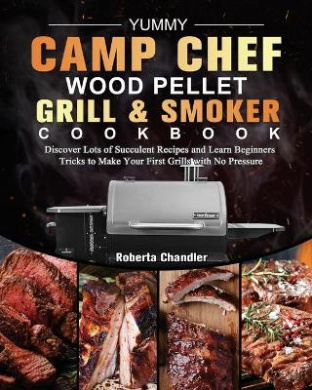 YUMMY
CAMP CHEF
WOOD PELLET
GRILL & SMOKER
COOKBOOK
Discover Lots of Succulent Recipes and Learn Beginners
Tricks to Make Your First Grills with No Pressure
Roberta Chandler